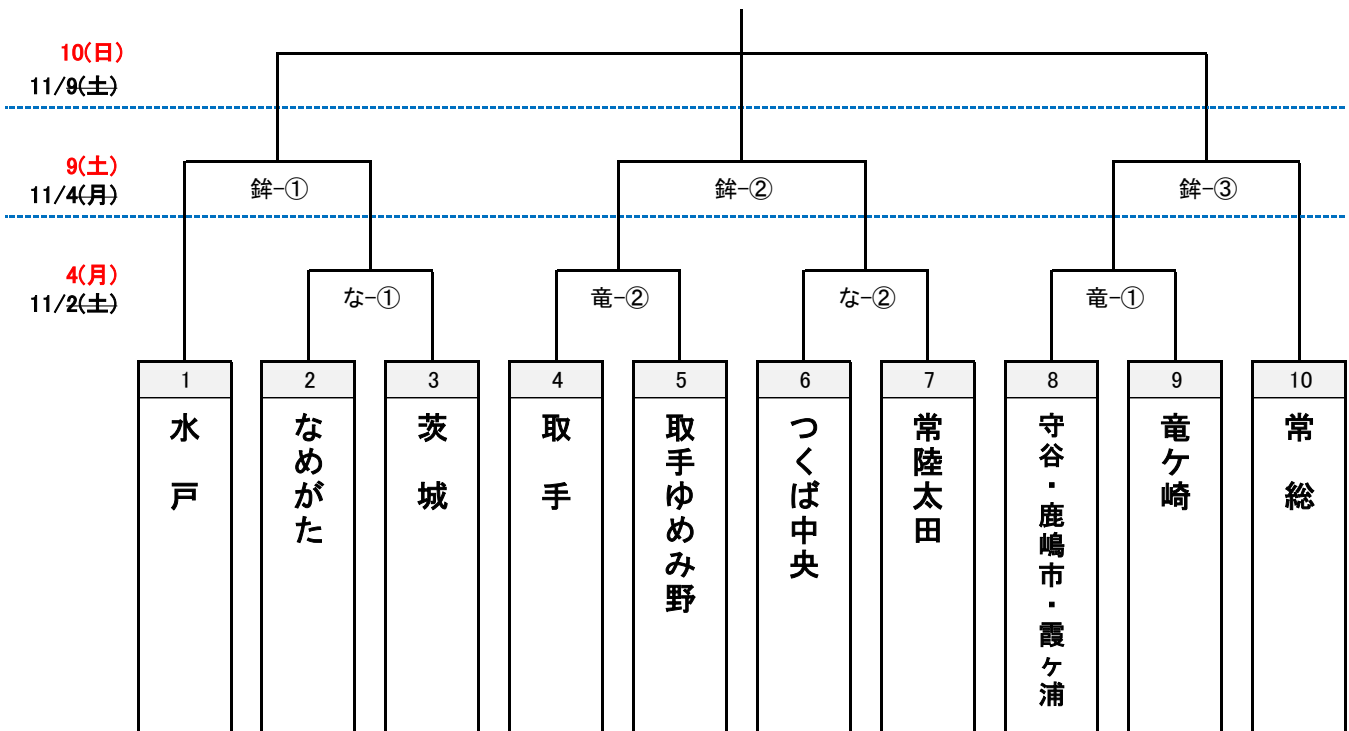 10(日)
11/9(土)
9(土)
11/4(月)
鉾-①
鉾-②
鉾-③
4(月)
11/2(土)
な-①
竜-②
な-②
竜-①
1
2
3
4
5
6
7
8
9
10
水戸
なめがた
茨城
取手
取手ゆめみ野
つくば中央
常陸太田
守谷・鹿嶋市・霞ヶ浦
竜ケ崎
常総